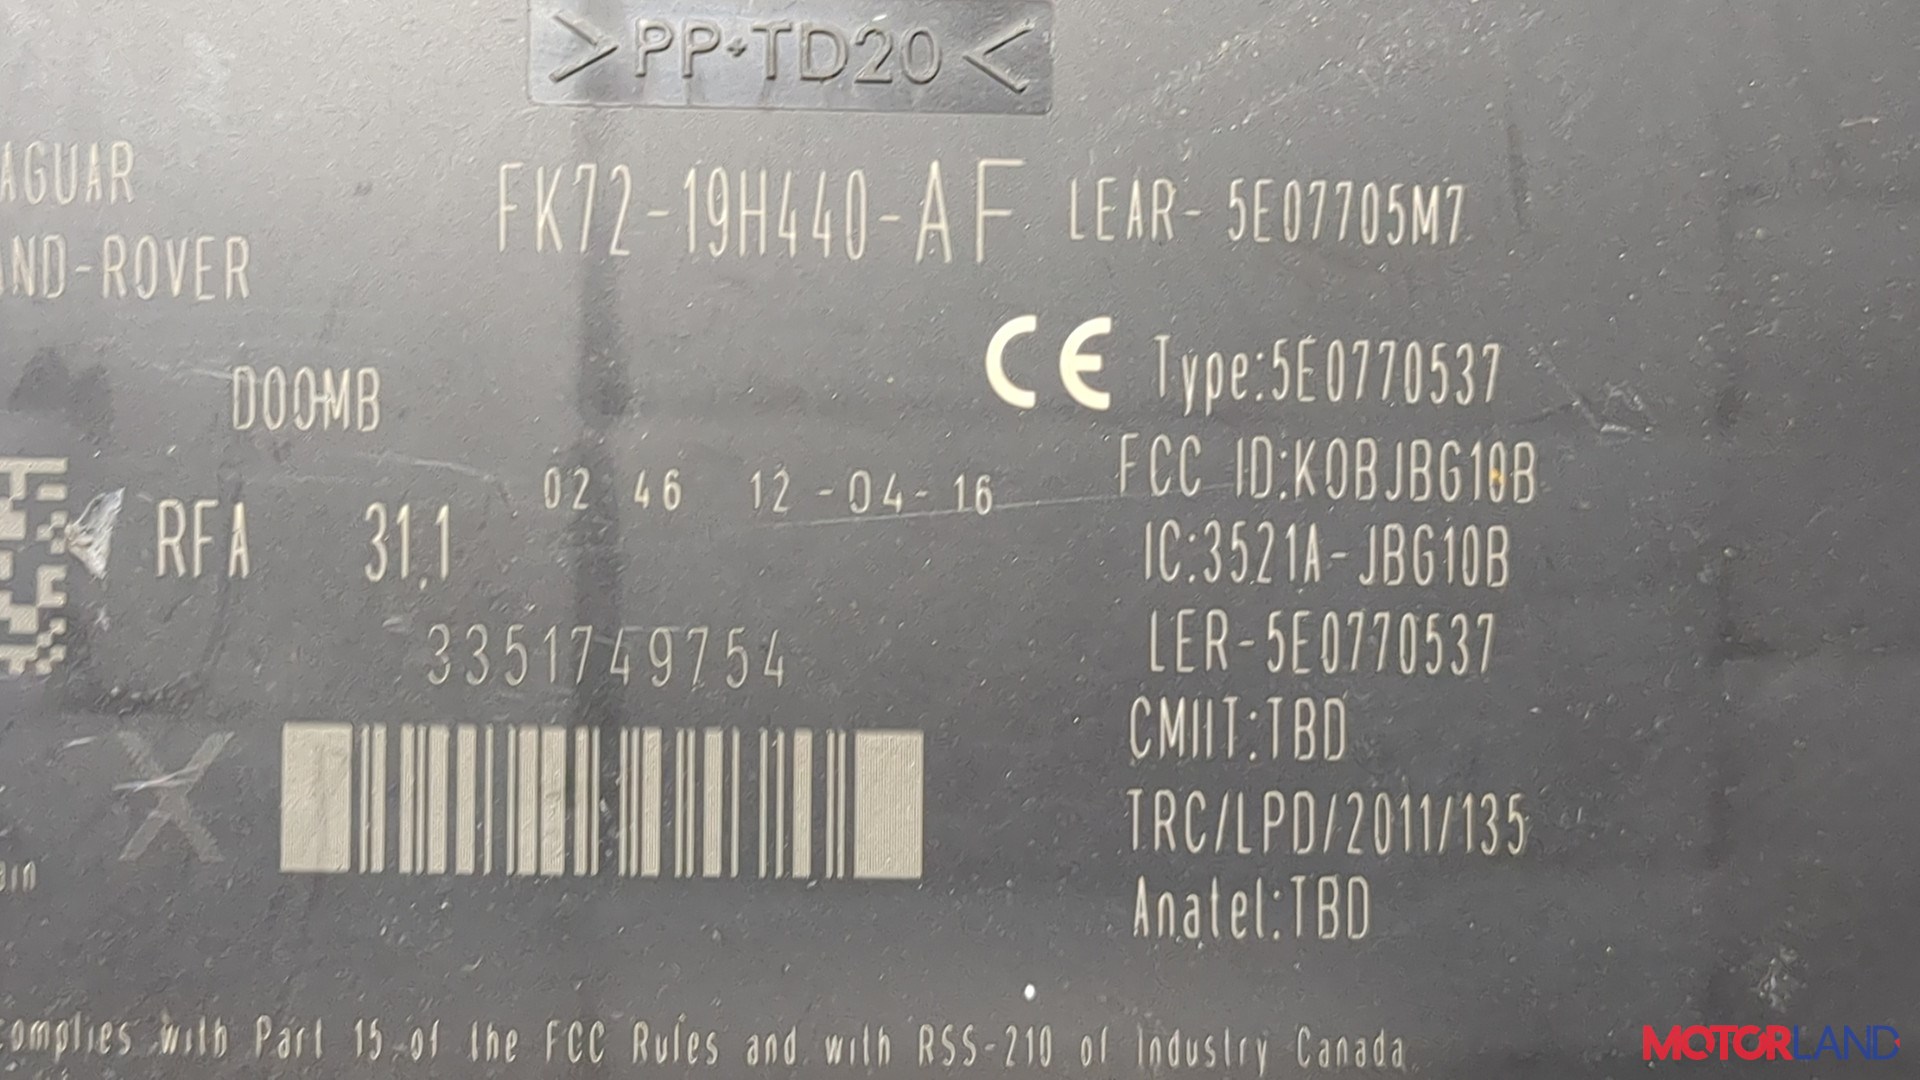 >PP+TD20<
AGUAR
FK72-19H440-AF LEAR- 5E07705M7
AND-ROVER
CE Type:5E0770537
D00MB
FCC ID:KOBJBG10B
02 46 12-04-16
RFA 31.1
IC:3521A-JBG10B
LER-5E0770537
3351749754
CMIIT:TBD
TRC/LPD/2011/135
Anatel:TBD
complies with Part 15 of the FCC Rules and with RSS-210 of Industry Canada
MOTORLAND